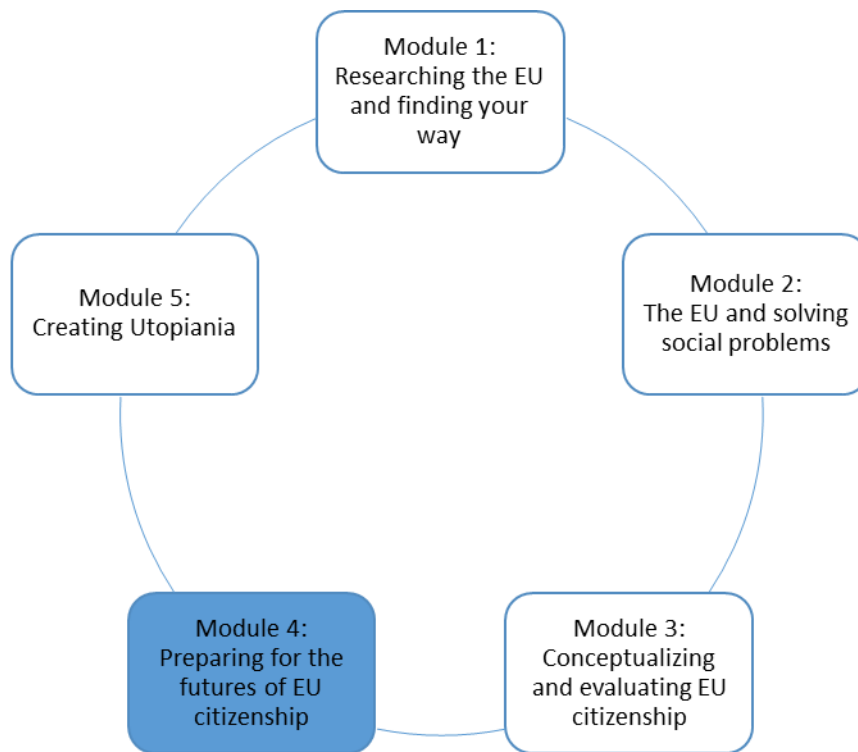 Module 1:
Researching the EU
and finding your
way
Module 2:
The EU and solving
social problems
Module 3:
Conceptualizing
and evaluating EU
citizenship
Module 4:
Preparing for the
futures of EU
citizenship
Module 5:
Creating Utopiania